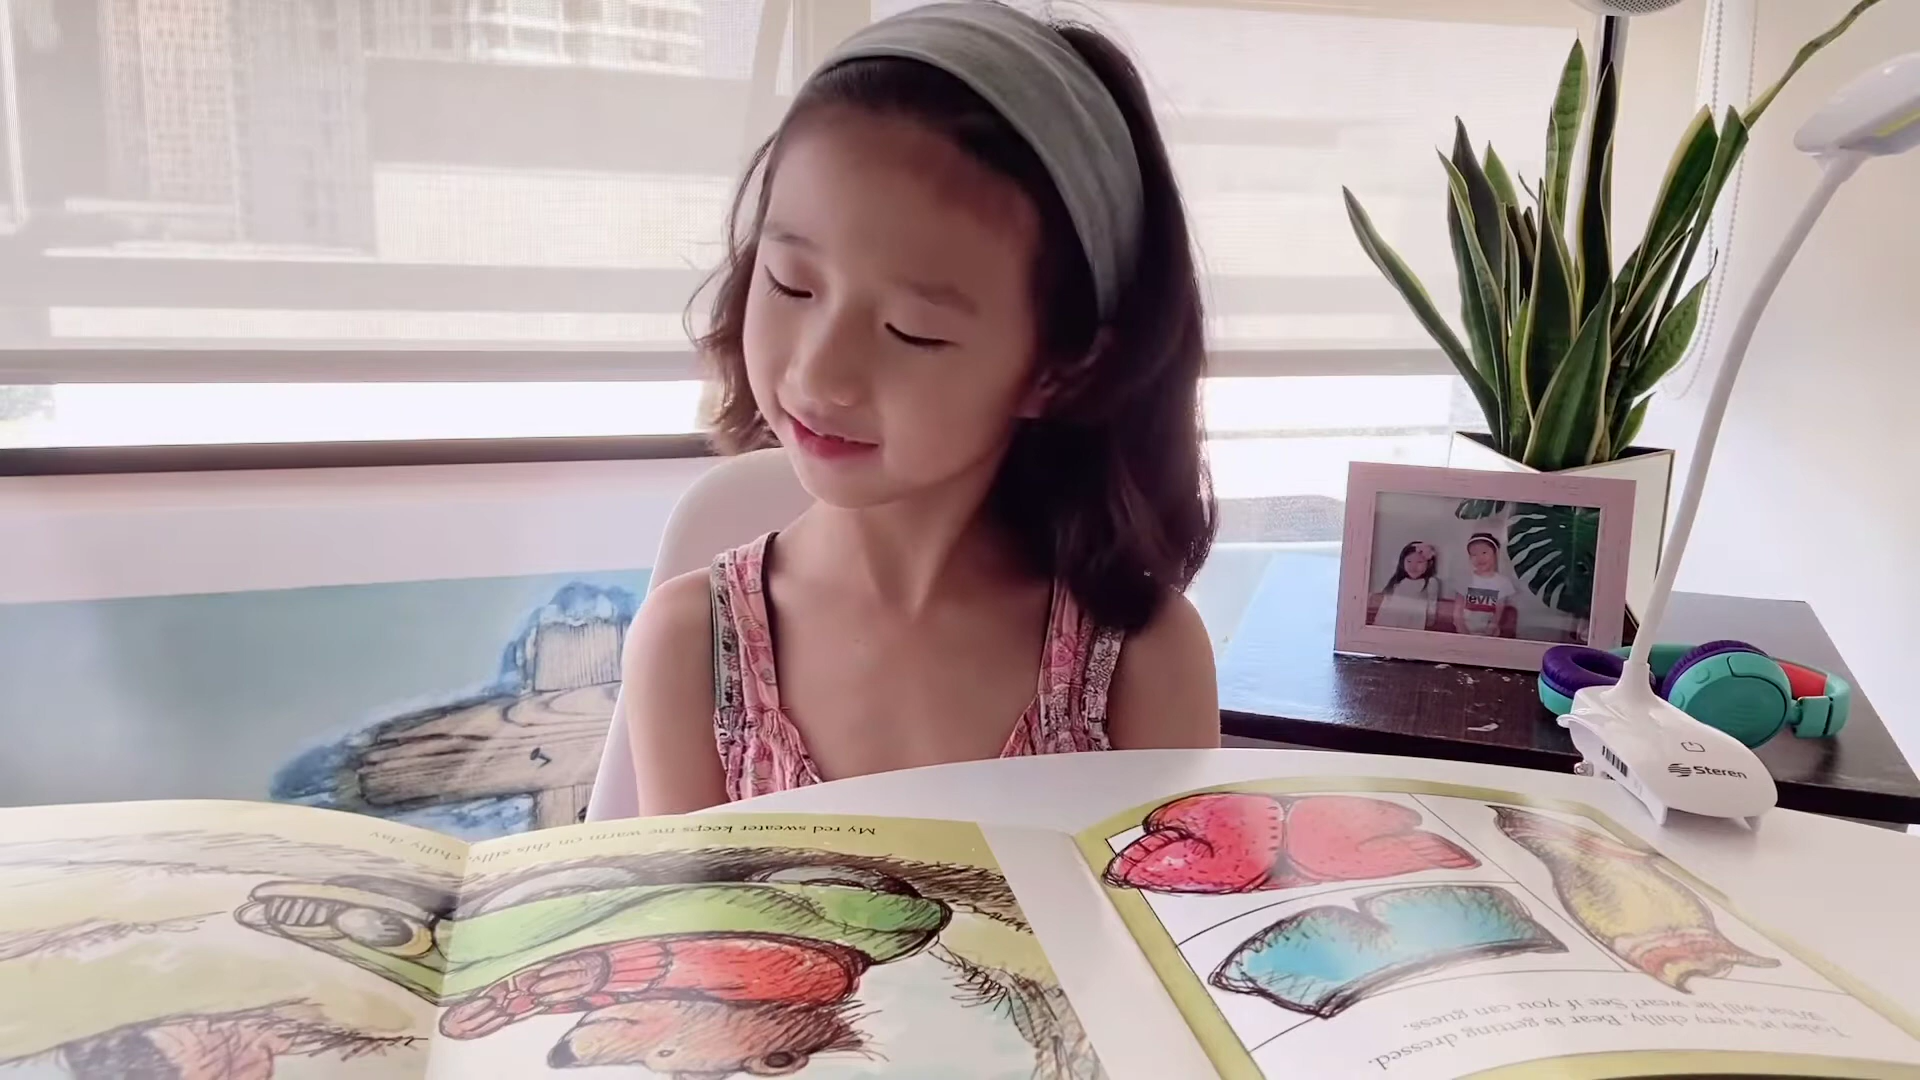 My red sweater keeps me warm on this silly, chilly day.
Today it's very chilly. Bear is getting dressed.
What will he wear? See if you can guess.
Levi's
Steren